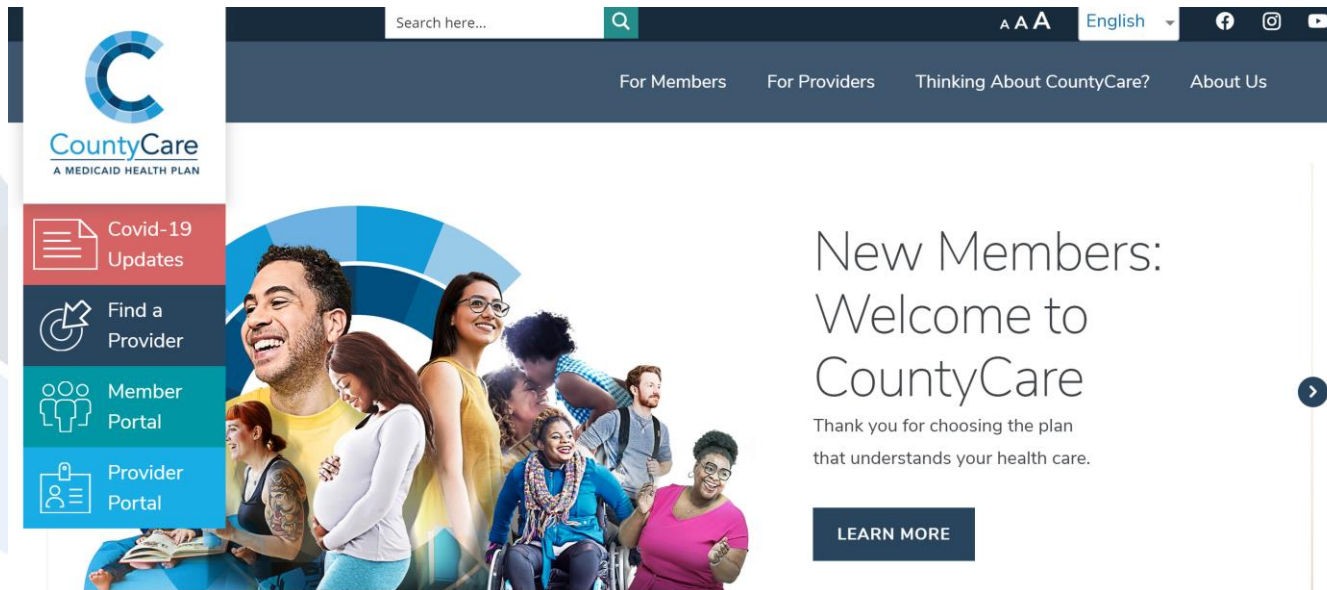 Search here...
A A A
English
For Members
For Providers
Thinking About CountyCare?
About Us
C
CountyCare
A MEDICAID HEALTH PLAN
Covid-19
Updates
Find a
Provider
Member
Portal
Provider
Portal
New Members:
Welcome to
CountyCare
Thank you for choosing the plan
that understands your health care.
LEARN MORE